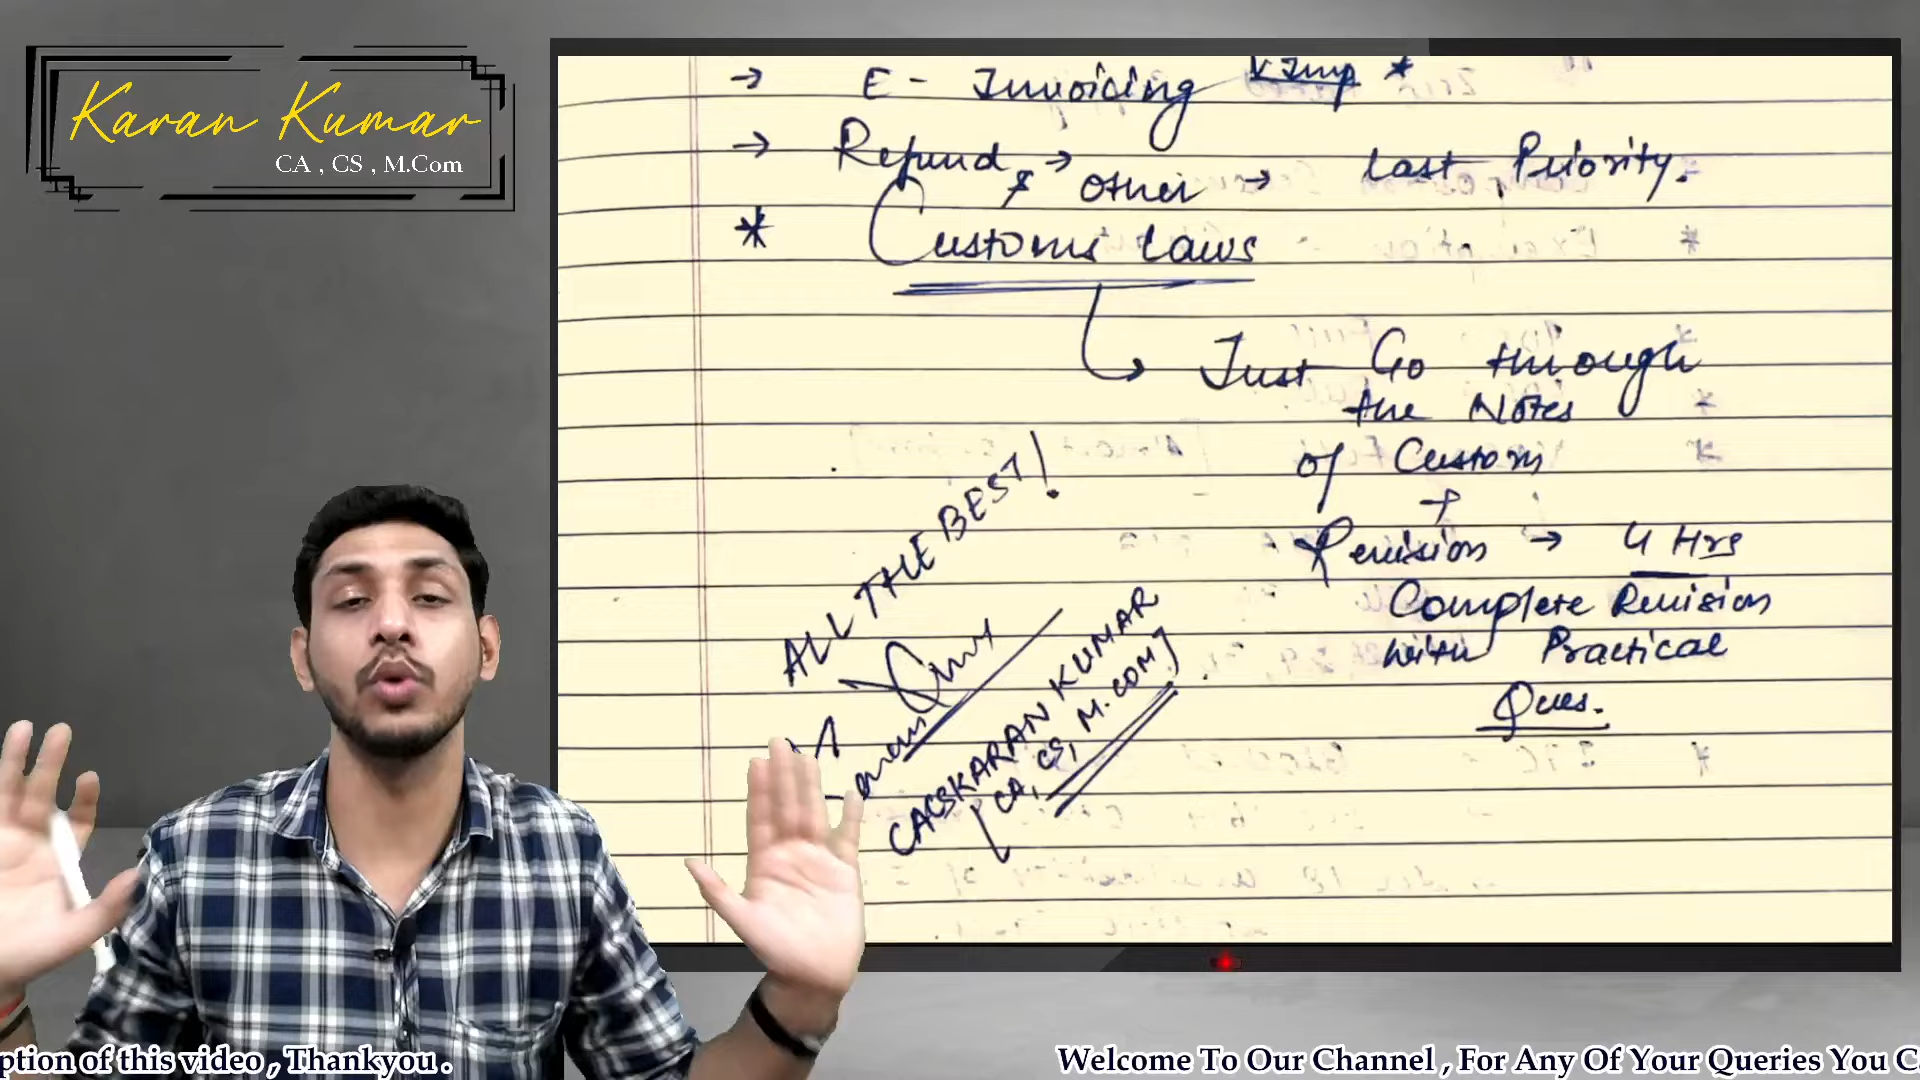 Karan Kumar
CA , CS , M.Com
→ E - Invoicing V Imp *
→ Refund & → Other → Last Priority.
* Customs Laws
Just Go through
the Notes
of Custom
+
Revision → 4 Hrs
Complete Revision
with Practical
Ques.
ALL THE BEST!
CACSKARAN KUMAR
[CA, CS, M.COM]
ption of this video , Thankyou .
Welcome To Our Channel , For Any Of Your Queries You C